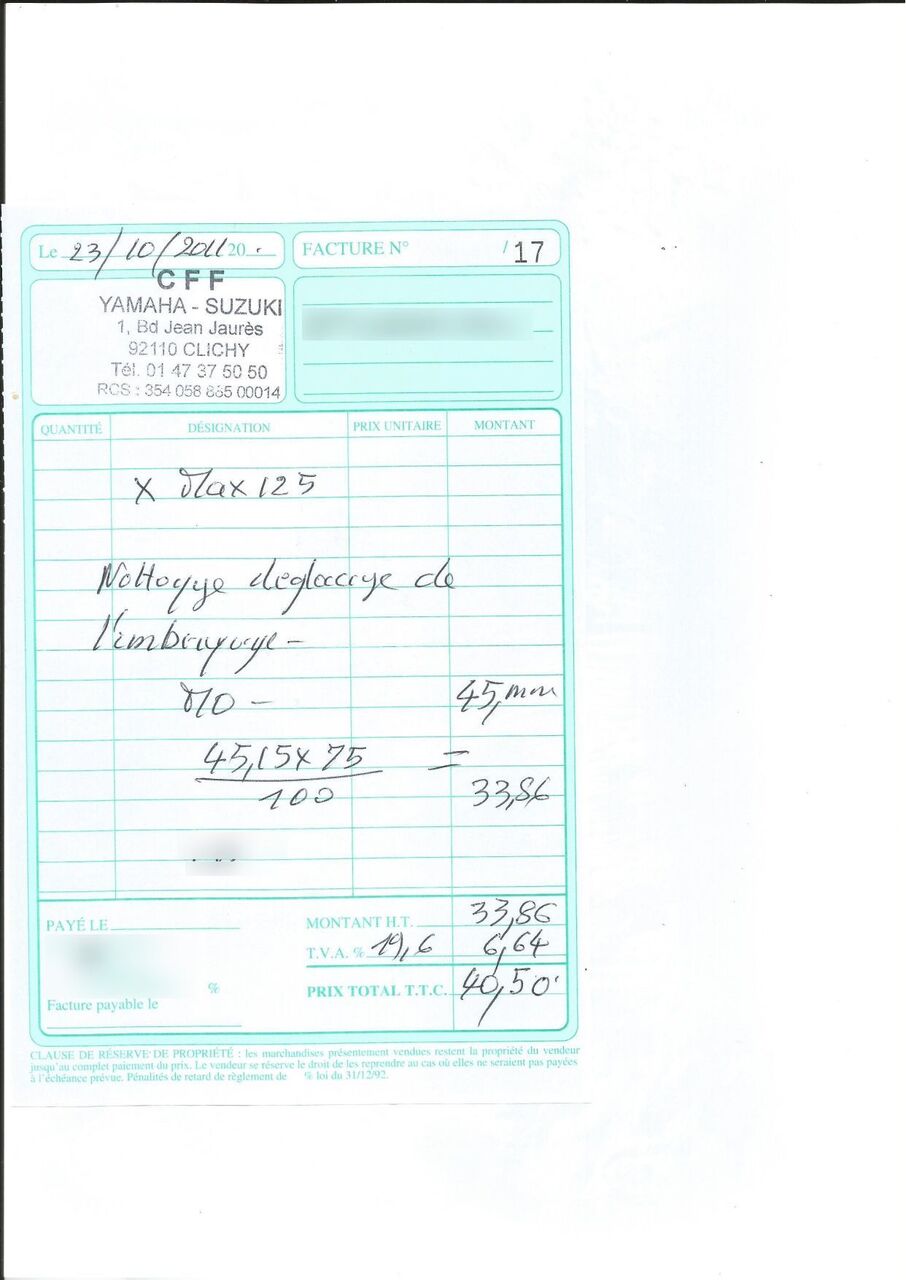 Le 23/10/2011 20 .
FACTURE N° / 17
CFF
YAMAHA - SUZUKI
1, Bd Jean Jaurès
92110 CLICHY
Tél. 01 47 37 50 50
RCS : 354 058 865 00014
QUANTITÉ DÉSIGNATION PRIX UNITAIRE MONTANT
X Max 125
Nettoyge deglacage de
l'embrayage -
MO - 45, mn
45,15 x 75 =
100 33,86
PAYÉ LE
MONTANT H.T. 33,86
T.V.A. % 19,6 6,64
%
PRIX TOTAL T.T.C. 40,50
Facture payable le
CLAUSE DE RÉSERVE DE PROPRIÉTÉ : les marchandises présentement vendues restent la propriété du vendeur
jusqu'au complet paiement du prix. Le vendeur se réserve le droit de les reprendre au cas où elles ne seraient pas payées
à l'échéance prévue. Pénalités de retard de règlement de % loi du 31/12/92.